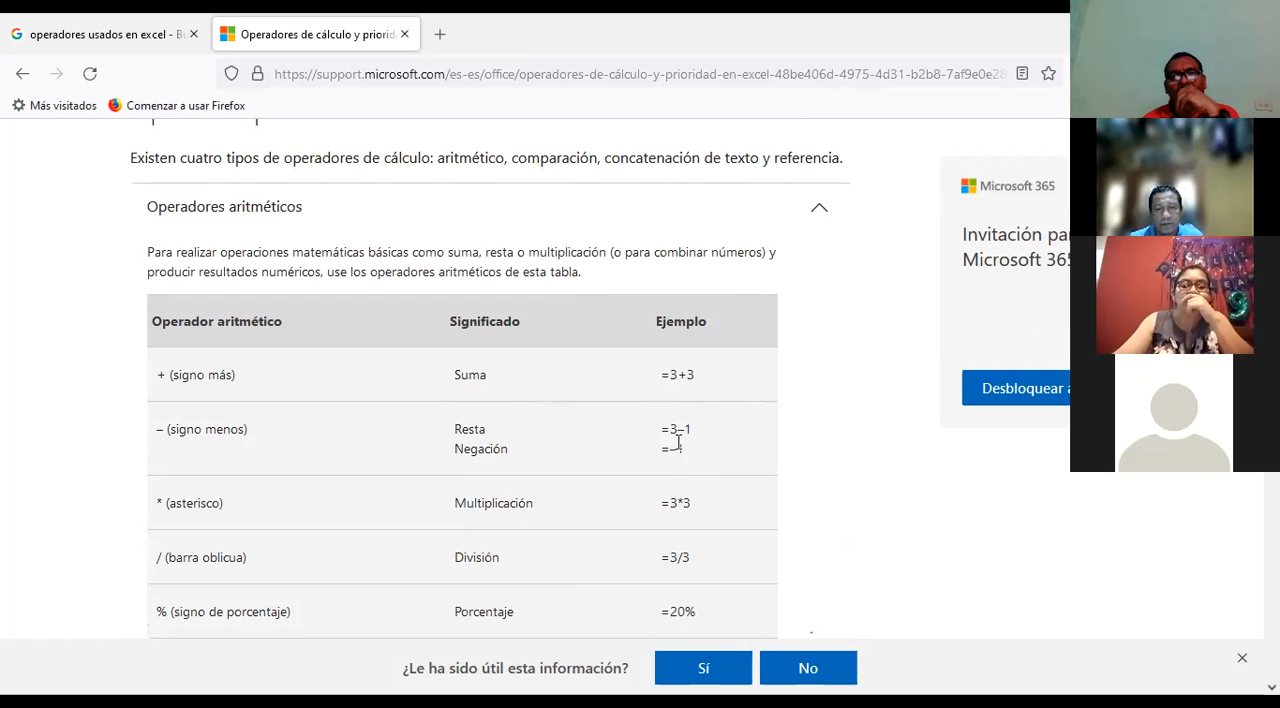 operadores usados en excel - Bu
Operadores de cálculo y priorid
https://support.microsoft.com/es-es/office/operadores-de-cálculo-y-prioridad-en-excel-48be406d-4975-4d31-b2b8-7af9e0e28
Más visitados
Comenzar a usar Firefox
Existen cuatro tipos de operadores de cálculo: aritmético, comparación, concatenación de texto y referencia.
Operadores aritméticos
Para realizar operaciones matemáticas básicas como suma, resta o multiplicación (o para combinar números) y
producir resultados numéricos, use los operadores aritméticos de esta tabla.
Operador aritmético Significado Ejemplo
+ (signo más) Suma =3+3
– (signo menos) Resta =3–1
Negación
* (asterisco) Multiplicación =3*3
/ (barra oblicua) División =3/3
% (signo de porcentaje) Porcentaje =20%
Microsoft 365
Invitación pa
Microsoft 365
Desbloquear a
¿Le ha sido útil esta información?
Sí
No